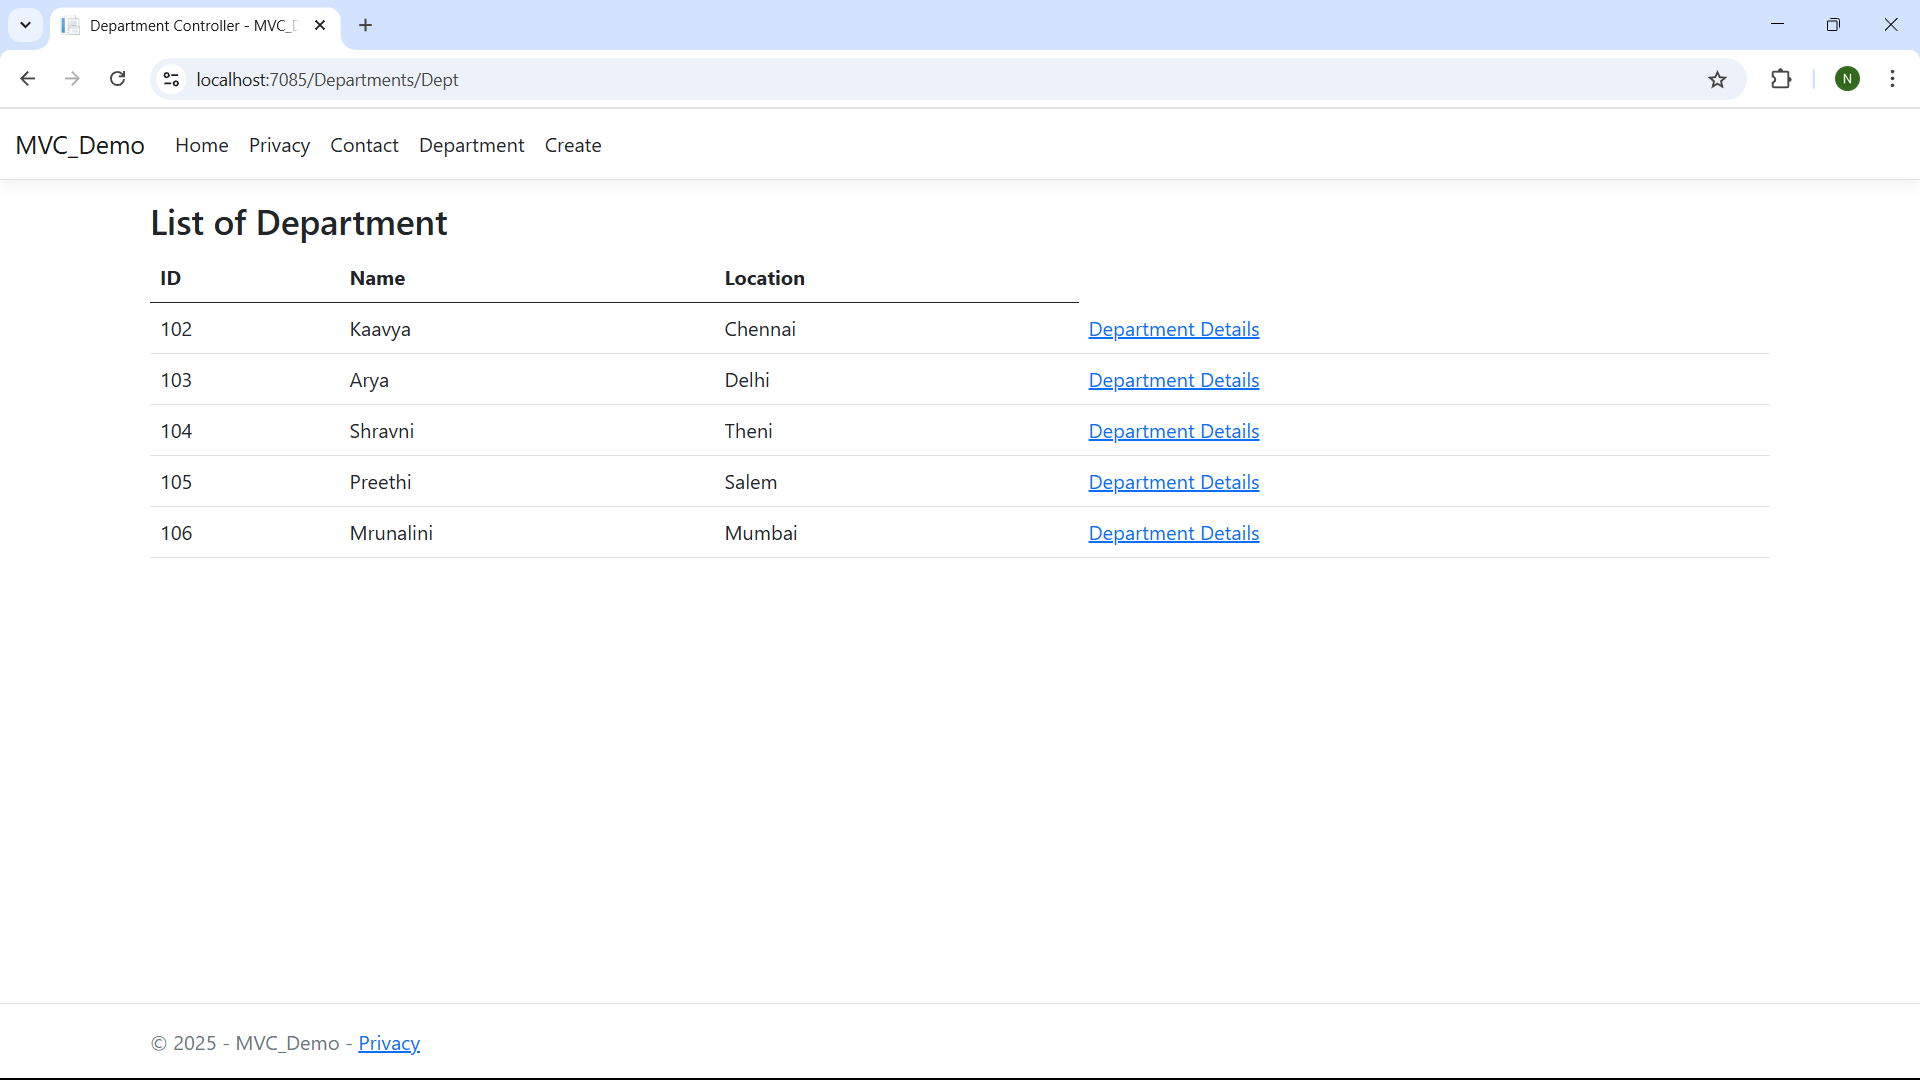 Department Controller - MVC_D
localhost:7085/Departments/Dept
N
MVC_Demo Home Privacy Contact Department Create
List of Department
ID Name Location
102 Kaavya Chennai Department Details
103 Arya Delhi Department Details
104 Shravni Theni Department Details
105 Preethi Salem Department Details
106 Mrunalini Mumbai Department Details
© 2025 - MVC_Demo - Privacy